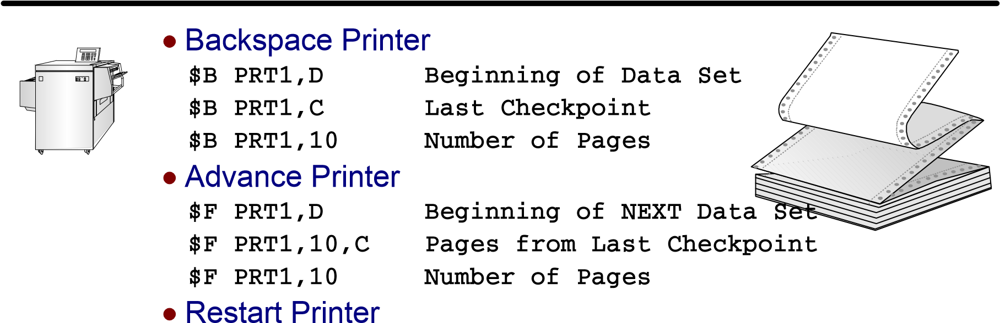 • Backspace Printer
$B PRT1,D Beginning of Data Set
$B PRT1,C Last Checkpoint
$B PRT1,10 Number of Pages
• Advance Printer
$F PRT1,D Beginning of NEXT Data Set
$F PRT1,10,C Pages from Last Checkpoint
$F PRT1,10 Number of Pages
• Restart Printer